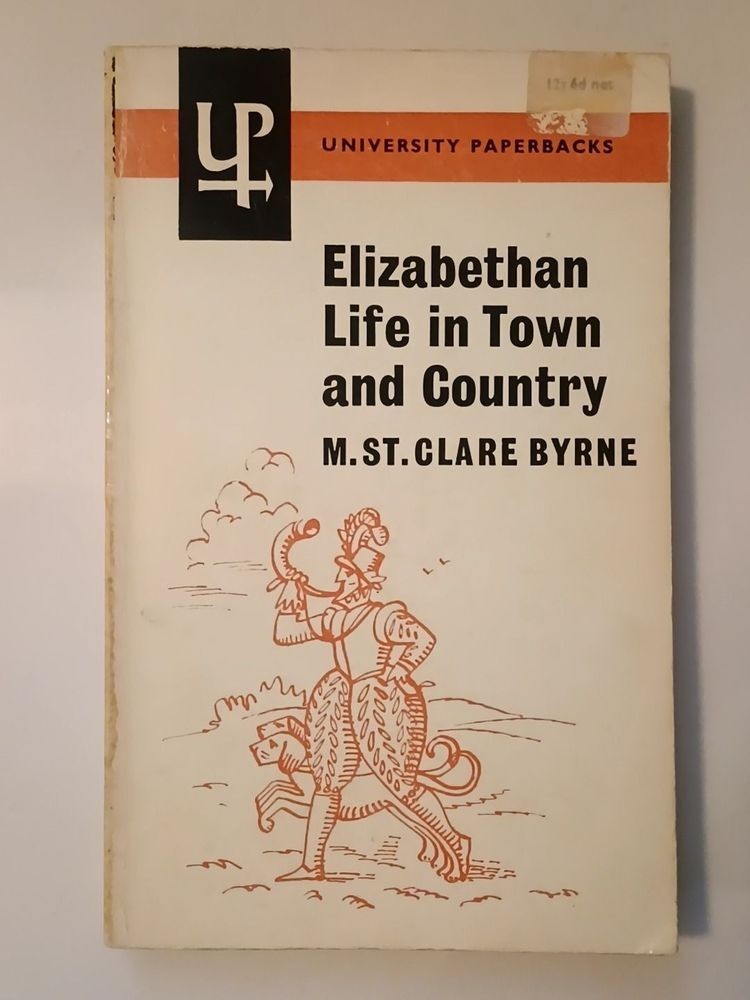 UP
12s 6d net
UNIVERSITY PAPERBACKS
Elizabethan
Life in Town
and Country
M. ST. CLARE BYRNE